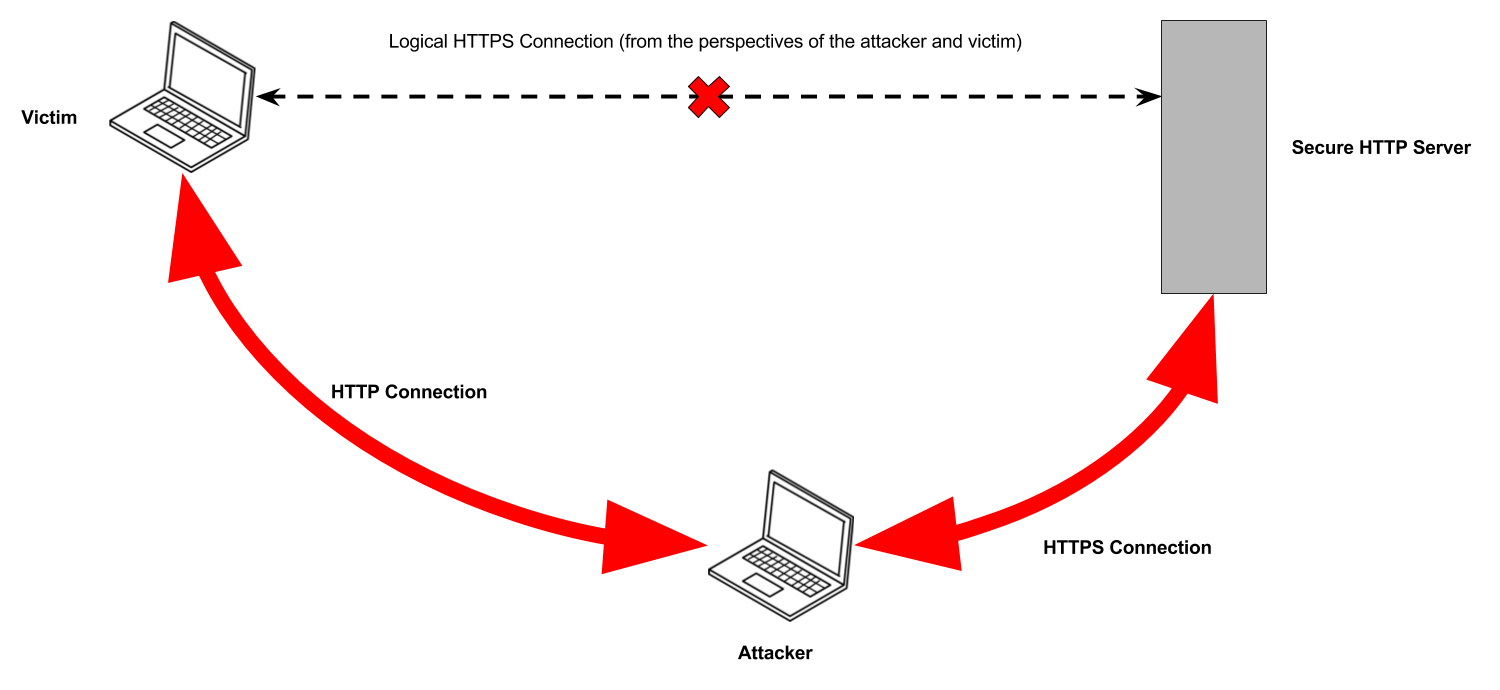 Logical HTTPS Connection (from the perspectives of the attacker and victim)
Victim
Secure HTTP Server
HTTP Connection
HTTPS Connection
Attacker